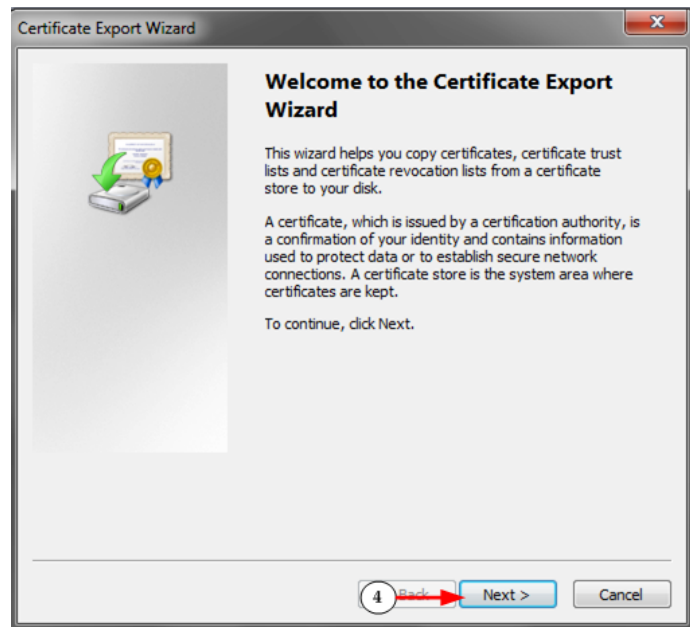 Certificate Export Wizard
Welcome to the Certificate Export
Wizard
This wizard helps you copy certificates, certificate trust
lists and certificate revocation lists from a certificate
store to your disk.
A certificate, which is issued by a certification authority, is
a confirmation of your identity and contains information
used to protect data or to establish secure network
connections. A certificate store is the system area where
certificates are kept.
To continue, click Next.
4 Back Next > Cancel